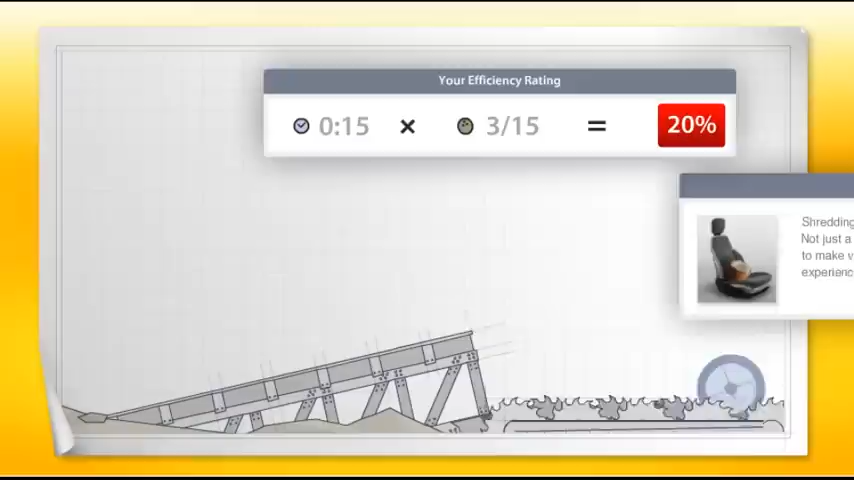 Your Efficiency Rating
0:15 × 3/15 = 20%
Shredding
Not just a
to make v
experienc